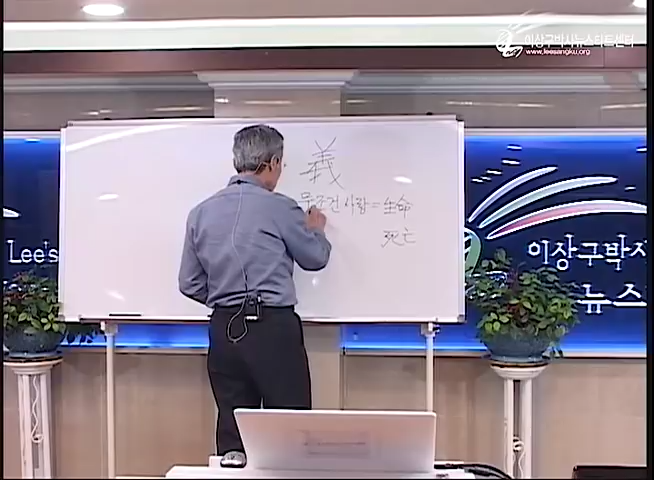 이상구박사뉴스타트센터
www.leesangku.org
義
무조건 사랑 = 生命
死亡
Lee's
이상구박사
뉴스